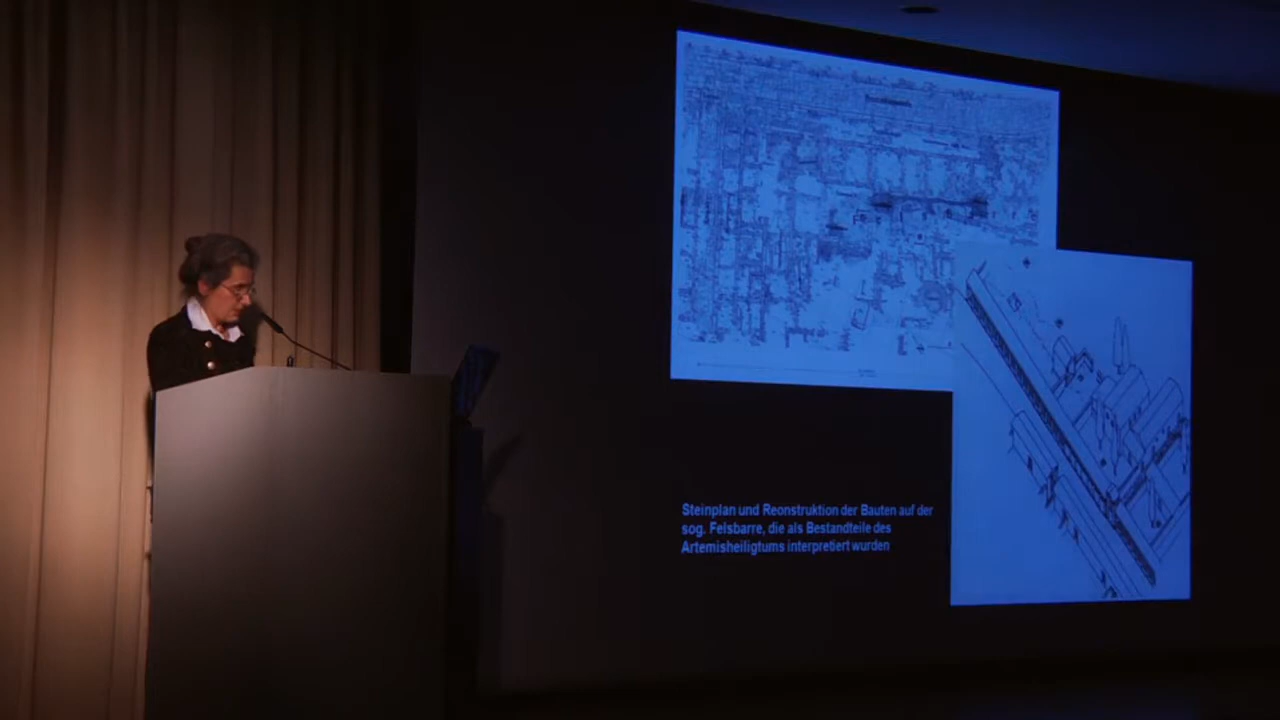 Steinplan und Reonstruktion der Bauten auf der
sog. Felsbarre, die als Bestandteile des
Artemisheiligtums interpretiert wurden